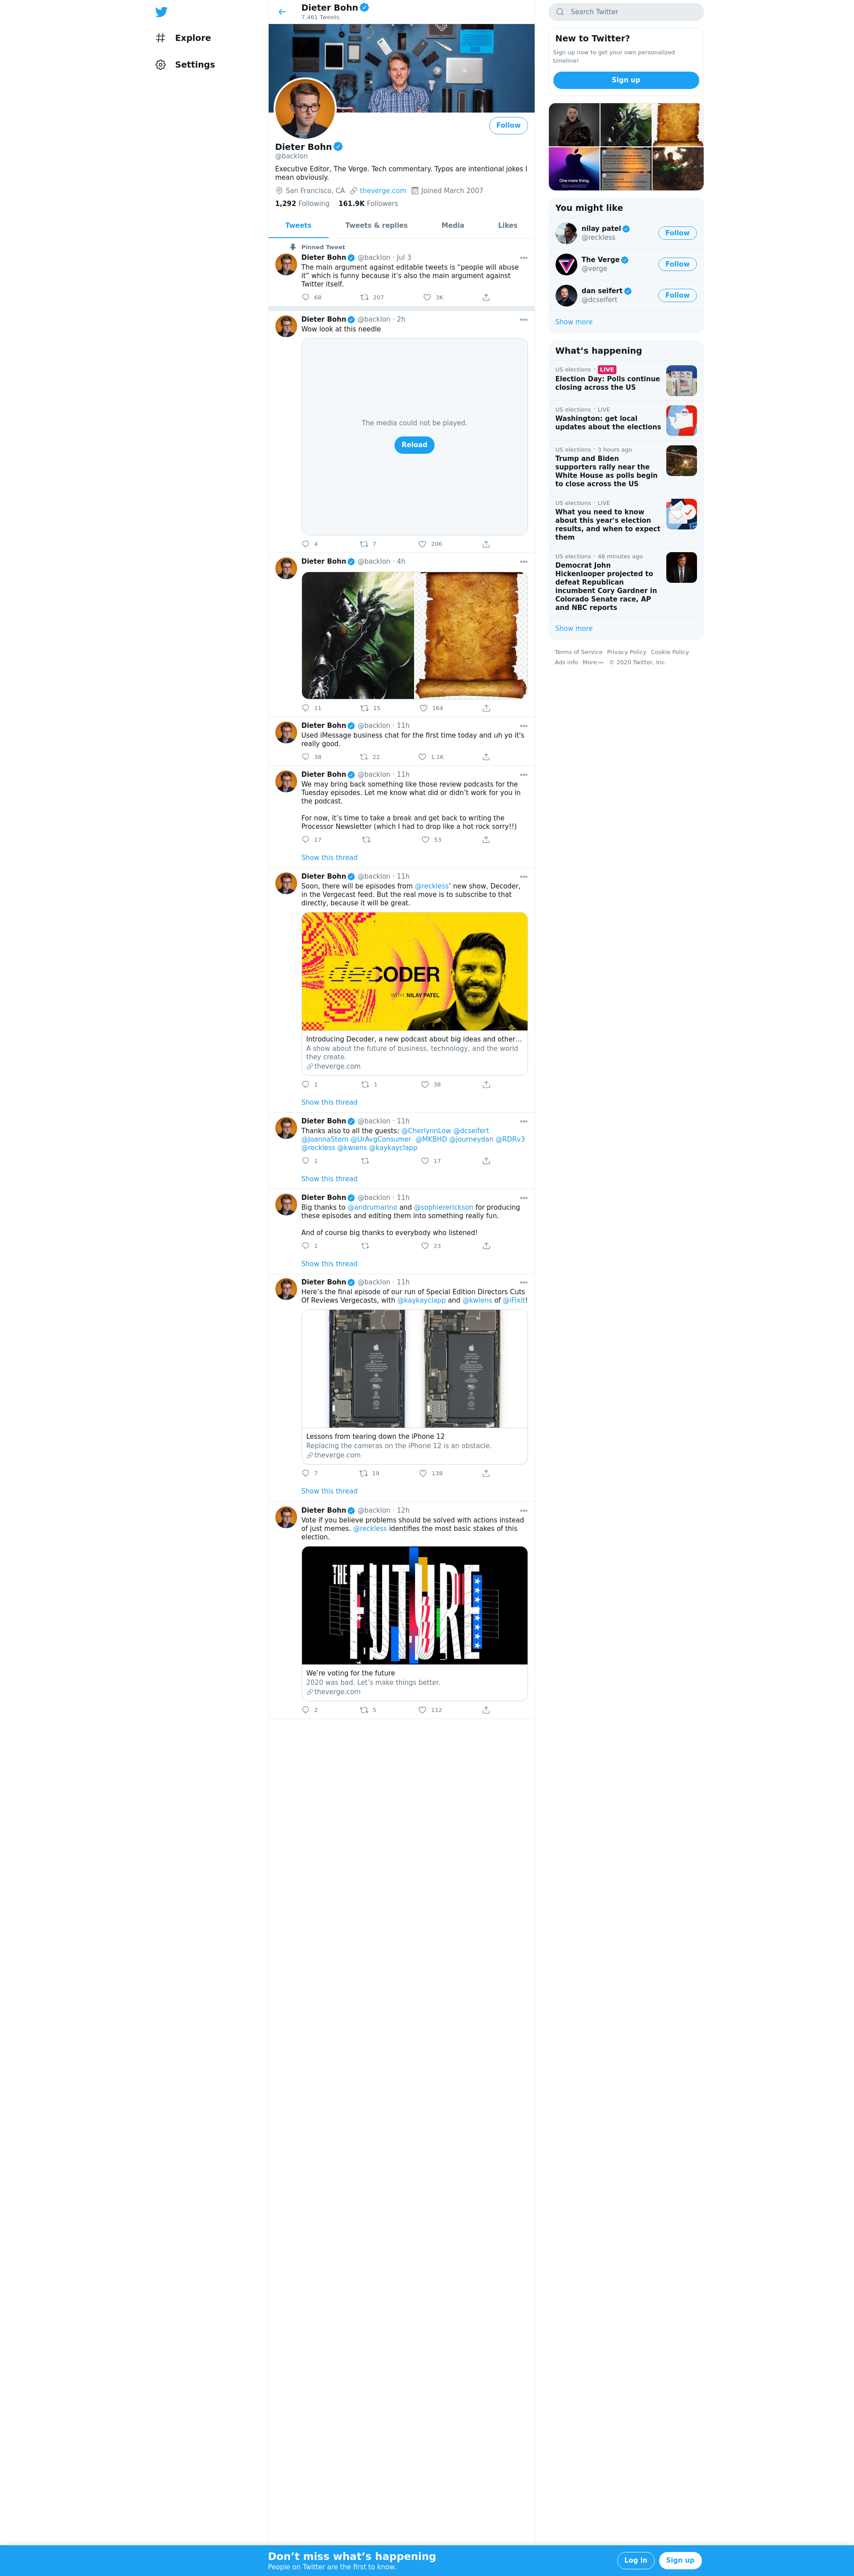 Explore
Settings
Dieter Bohn
7,461 Tweets
Follow
Dieter Bohn
@backlon
Executive Editor, The Verge. Tech commentary. Typos are intentional jokes I
mean obviously.
San Francisco, CA theverge.com Joined March 2007
1,292 Following 161.9K Followers
Tweets Tweets & replies Media Likes
Pinned Tweet
Dieter Bohn @backlon · Jul 3
The main argument against editable tweets is “people will abuse
it” which is funny because it’s also the main argument against
Twitter itself.
68 207 3K
Dieter Bohn @backlon · 2h
Wow look at this needle
The media could not be played.
Reload
4 7 206
Dieter Bohn @backlon · 4h
11 15 164
Dieter Bohn @backlon · 11h
Used iMessage business chat for the first time today and uh yo it's
really good.
38 22 1.1K
Dieter Bohn @backlon · 11h
We may bring back something like those review podcasts for the
Tuesday episodes. Let me know what did or didn’t work for you in
the podcast.
For now, it’s time to take a break and get back to writing the
Processor Newsletter (which I had to drop like a hot rock sorry!!)
17 53
Show this thread
Dieter Bohn @backlon · 11h
Soon, there will be episodes from @reckless’ new show, Decoder,
in the Vergecast feed. But the real move is to subscribe to that
directly, because it will be great.
decODER
WITH NILAY PATEL
Introducing Decoder, a new podcast about big ideas and other…
A show about the future of business, technology, and the world
they create.
theverge.com
1 1 38
Show this thread
Dieter Bohn @backlon · 11h
Thanks also to all the guests: @CherlynnLow @dcseifert
@JoannaStern @UrAvgConsumer @MKBHD @journeydan @RDRv3
@reckless @kwiens @kaykayclapp
1 17
Show this thread
Dieter Bohn @backlon · 11h
Big thanks to @andrumarino and @sophiererickson for producing
these episodes and editing them into something really fun.
And of course big thanks to everybody who listened!
1 23
Show this thread
Dieter Bohn @backlon · 11h
Here’s the final episode of our run of Special Edition Directors Cuts
Of Reviews Vergecasts, with @kaykayclapp and @kwiens of @iFixit!
Lessons from tearing down the iPhone 12
Replacing the cameras on the iPhone 12 is an obstacle.
theverge.com
7 19 138
Show this thread
Dieter Bohn @backlon · 12h
Vote if you believe problems should be solved with actions instead
of just memes. @reckless identifies the most basic stakes of this
election.
THE
FUTURE
We’re voting for the future
2020 was bad. Let’s make things better.
theverge.com
2 5 112
Search Twitter
New to Twitter?
Sign up now to get your own personalized
timeline!
Sign up
One more thing.
You might like
nilay patel
@reckless
Follow
The Verge
@verge
Follow
dan seifert
@dcseifert
Follow
Show more
What’s happening
US elections · LIVE
Election Day: Polls continue
closing across the US
US elections · LIVE
Washington: get local
updates about the elections
US elections · 3 hours ago
Trump and Biden
supporters rally near the
White House as polls begin
to close across the US
US elections · LIVE
What you need to know
about this year's election
results, and when to expect
them
US elections · 48 minutes ago
Democrat John
Hickenlooper projected to
defeat Republican
incumbent Cory Gardner in
Colorado Senate race, AP
and NBC reports
Show more
Terms of Service Privacy Policy Cookie Policy
Ads info More © 2020 Twitter, Inc.
Don’t miss what’s happening
People on Twitter are the first to know.
Log in Sign up